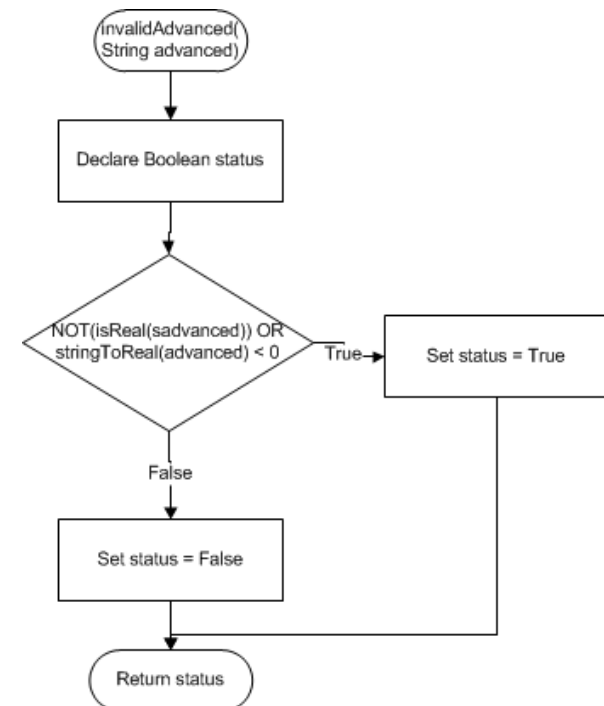 invalidAdvanced(
String advanced)
Declare Boolean status
NOT(isReal(sadvanced)) OR
stringToReal(advanced) < 0
True
Set status = True
False
Set status = False
Return status